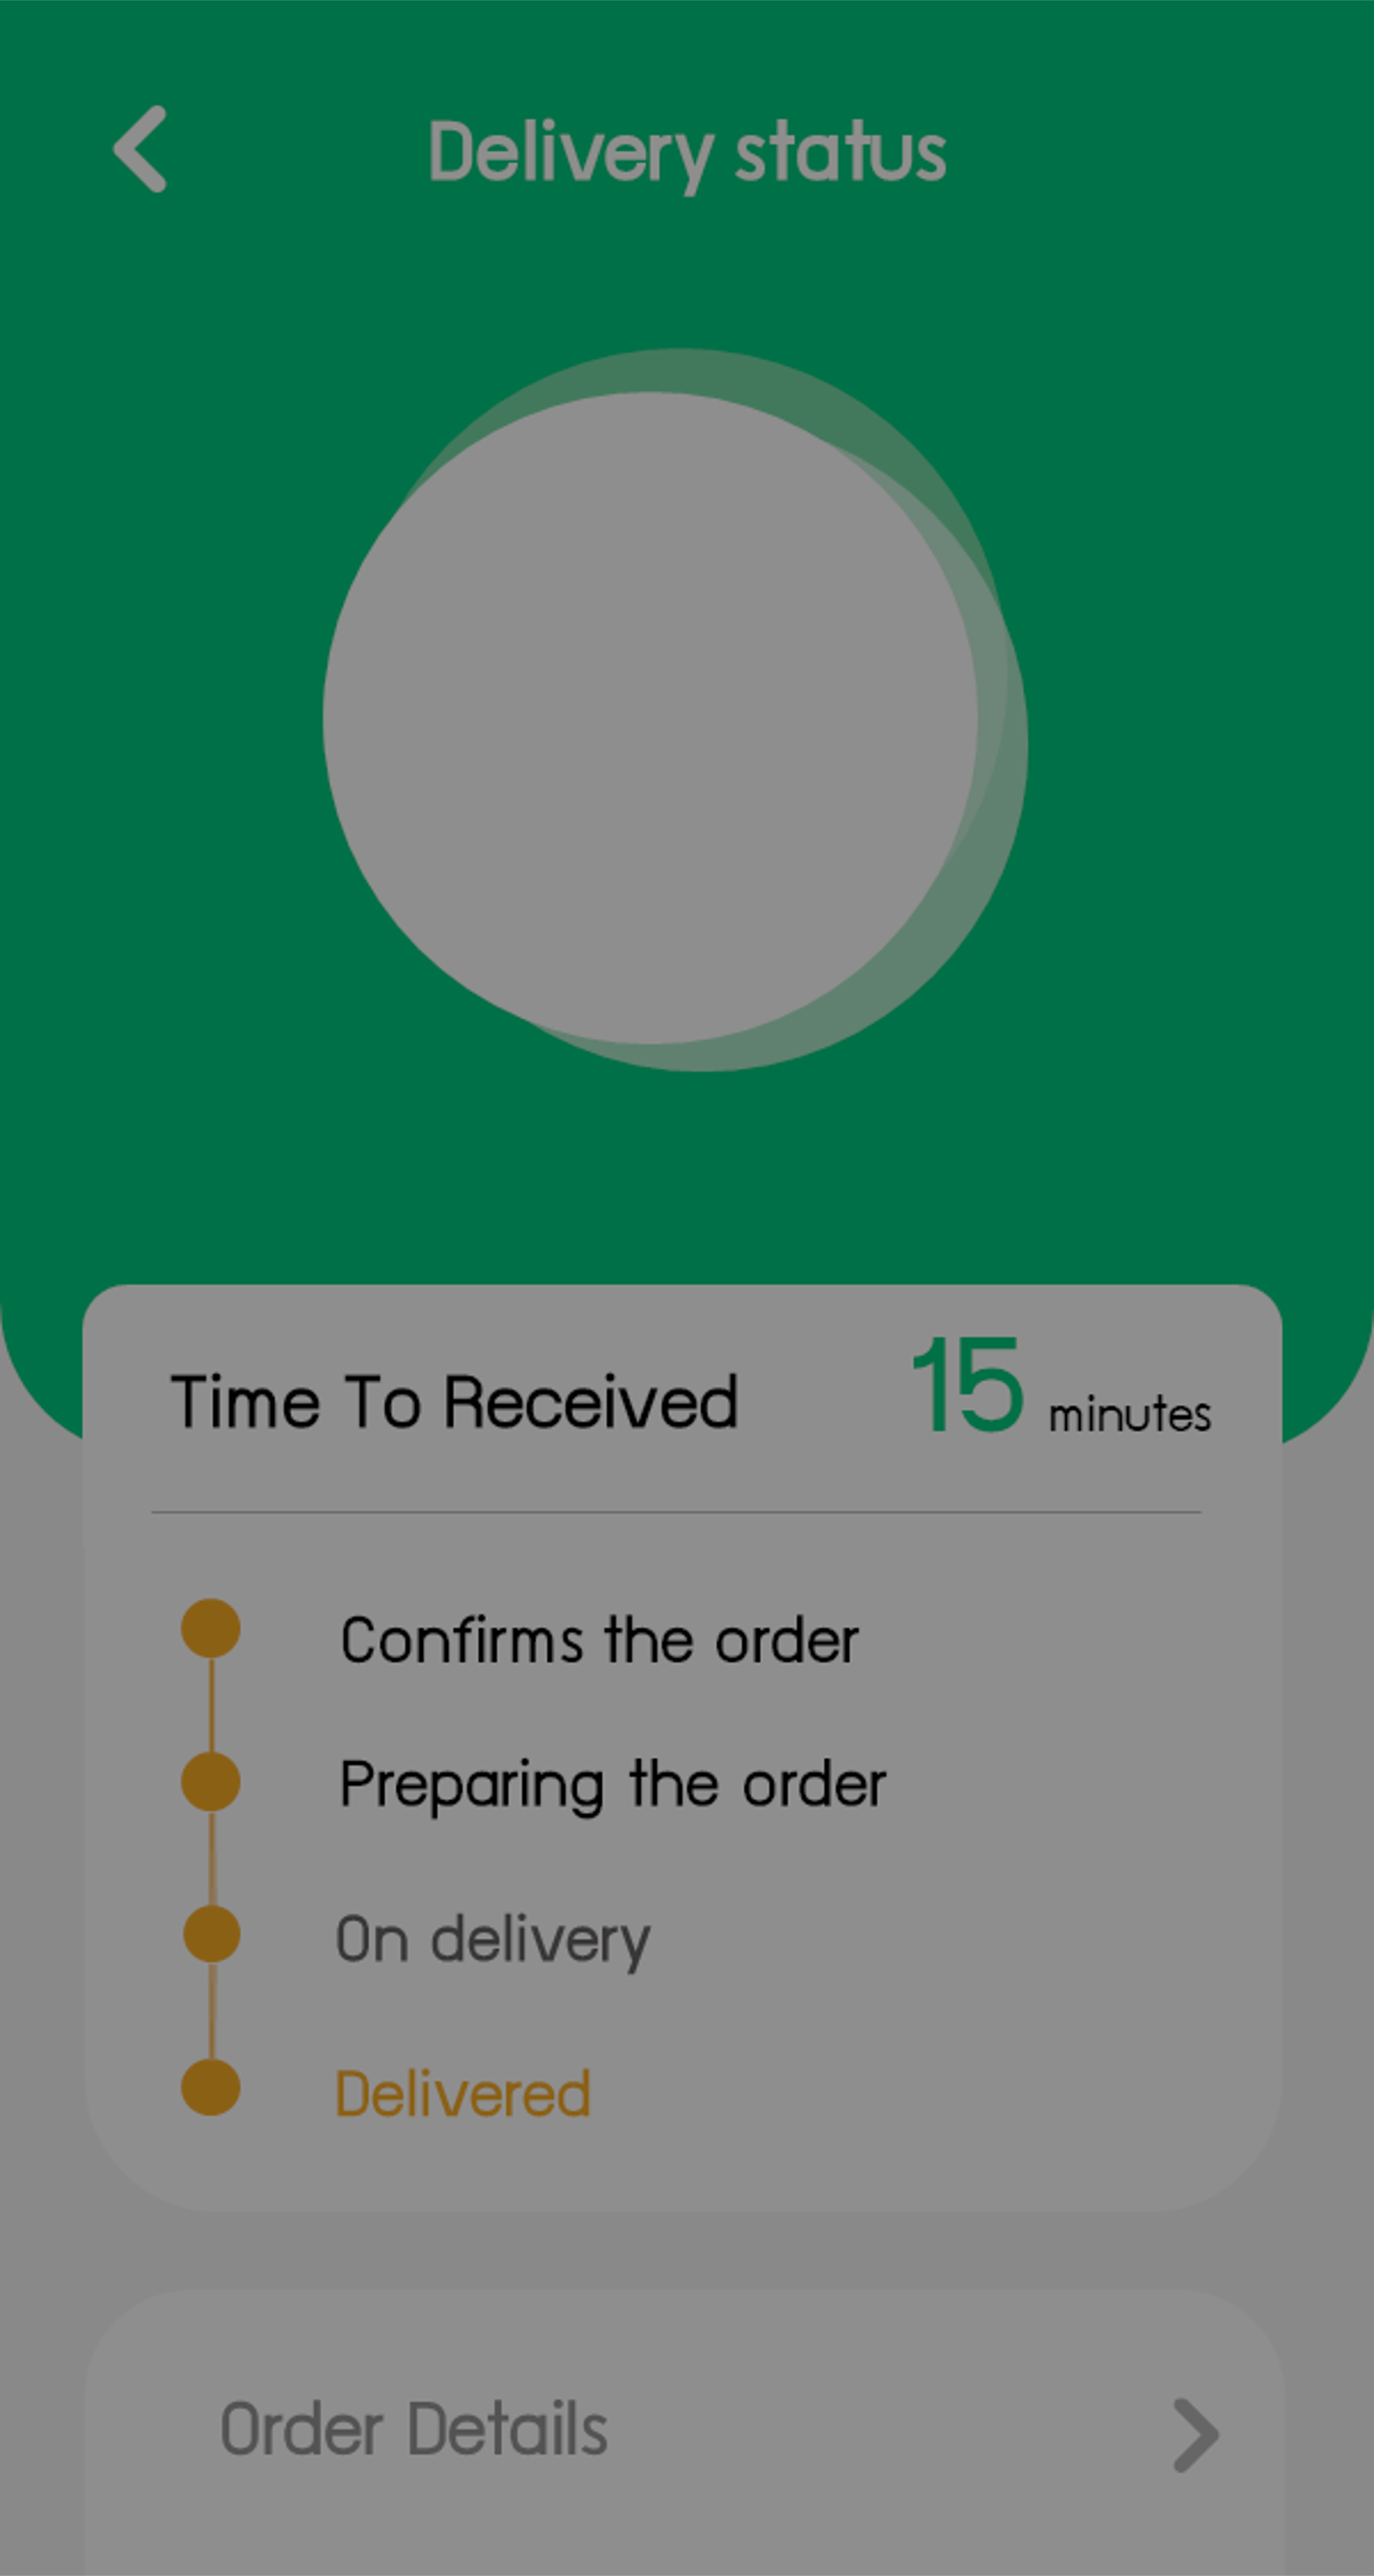 Delivery status
Time To Received 15 minutes
Confirms the order
Preparing the order
On delivery
Delivered
Order Details